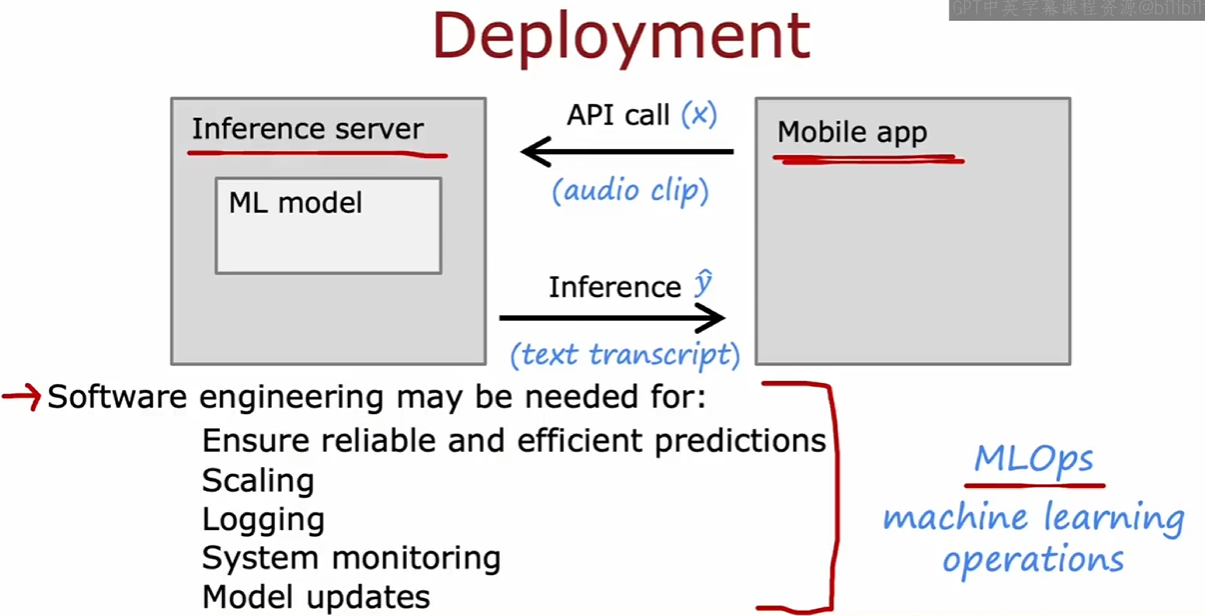 GPT中英字幕课程资源@bilibil
Deployment
Inference server
ML model
API call (x)
(audio clip)
Inference ŷ
(text transcript)
Mobile app
Software engineering may be needed for:
Ensure reliable and efficient predictions
Scaling
Logging
System monitoring
Model updates
MLOps
machine learning
operations